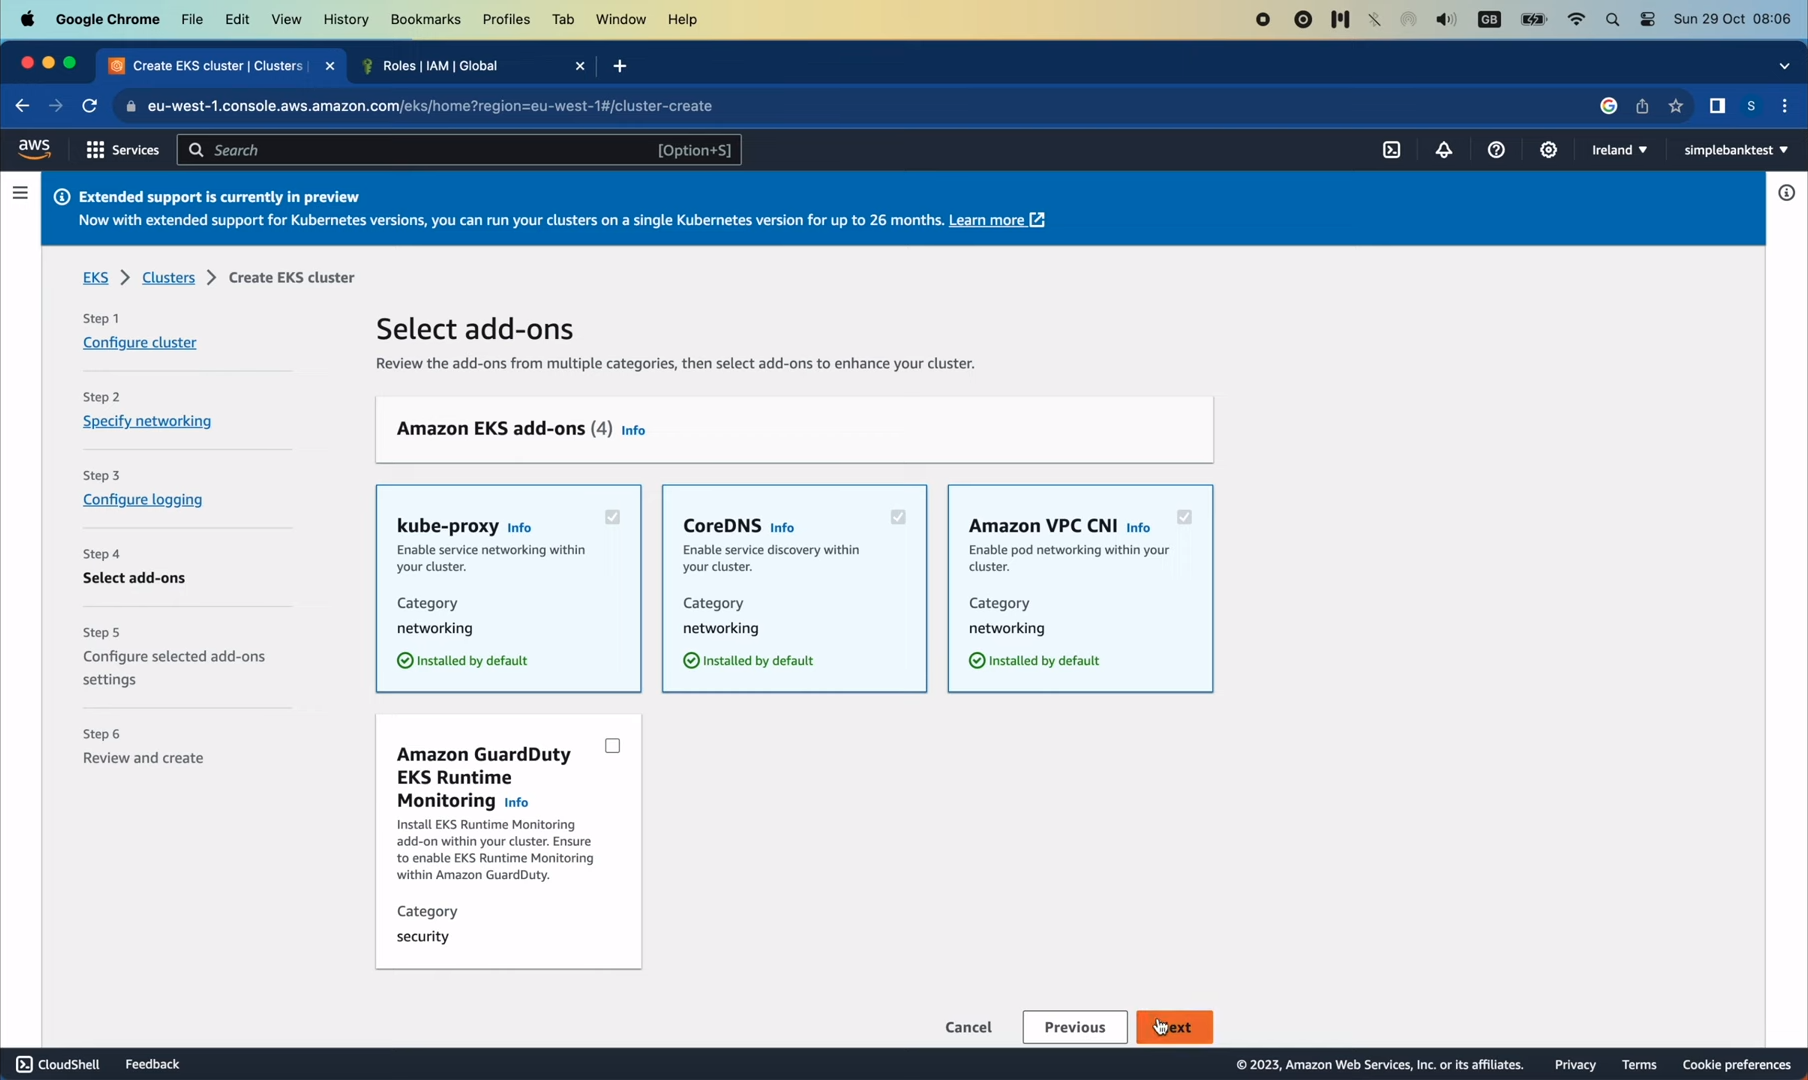 Google Chrome File Edit View History Bookmarks Profiles Tab Window Help GB Sun 29 Oct 08:06
Create EKS cluster | Clusters | Roles | IAM | Global
eu-west-1.console.aws.amazon.com/eks/home?region=eu-west-1#/cluster-create S
aws Services Search [Option+S] Ireland simplebanktest
Extended support is currently in preview
Now with extended support for Kubernetes versions, you can run your clusters on a single Kubernetes version for up to 26 months. Learn more
EKS Clusters Create EKS cluster
Step 1
Configure cluster
Step 2
Specify networking
Step 3
Configure logging
Step 4
Select add-ons
Step 5
Configure selected add-ons
settings
Step 6
Review and create
Select add-ons
Review the add-ons from multiple categories, then select add-ons to enhance your cluster.
Amazon EKS add-ons (4) Info
kube-proxy Info
Enable service networking within
your cluster.
Category
networking
Installed by default
CoreDNS Info
Enable service discovery within
your cluster.
Category
networking
Installed by default
Amazon VPC CNI Info
Enable pod networking within your
cluster.
Category
networking
Installed by default
Amazon GuardDuty
EKS Runtime
Monitoring Info
Install EKS Runtime Monitoring
add-on within your cluster. Ensure
to enable EKS Runtime Monitoring
within Amazon GuardDuty.
Category
security
Cancel Previous Next
CloudShell Feedback © 2023, Amazon Web Services, Inc. or its affiliates. Privacy Terms Cookie preferences